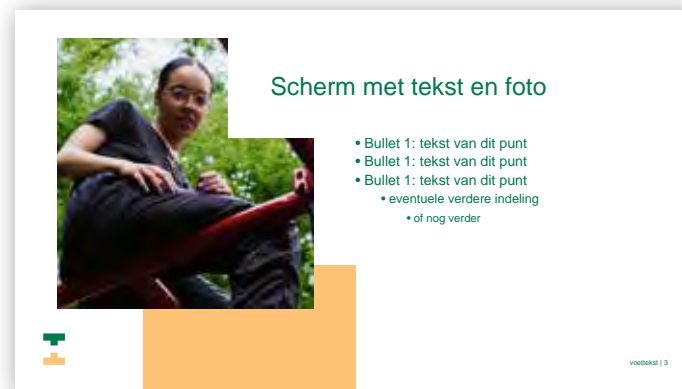 Scherm met tekst en foto
• Bullet 1: tekst van dit punt
• Bullet 1: tekst van dit punt
• Bullet 1: tekst van dit punt
• eventuele verdere indeling
• of nog verder
voettekst | 3